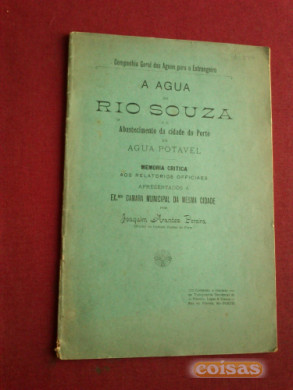 Companhia Geral das Aguas para o Estrangeiro
A AGUA
DO
RIO SOUZA
E O
Abastecimento da cidade do Porto
DE
AGUA POTAVEL
MEMORIA CRITICA
AOS RELATORIOS OFFICIAES
APRESENTADOS Á
EX.MA CAMARA MUNICIPAL DA MESMA CIDADE
POR
Joaquim Arantes Pereira
coisas